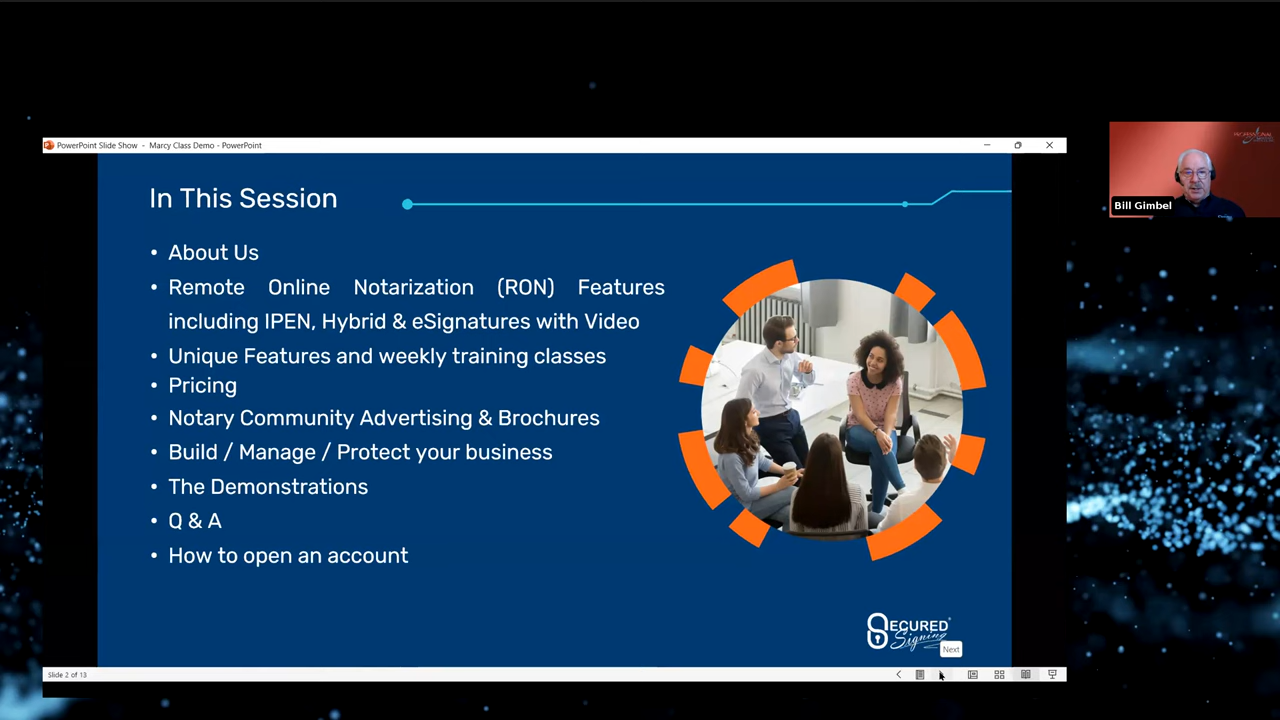 PowerPoint Slide Show - Marcy Class Demo - PowerPoint
In This Session
• About Us
• Remote Online Notarization (RON) Features
including IPEN, Hybrid & eSignatures with Video
• Unique Features and weekly training classes
• Pricing
• Notary Community Advertising & Brochures
• Build / Manage / Protect your business
• The Demonstrations
• Q & A
• How to open an account
SECURED
Signing
Next
Slide 2 of 13
PROFESSIONAL
Bill Gimbel